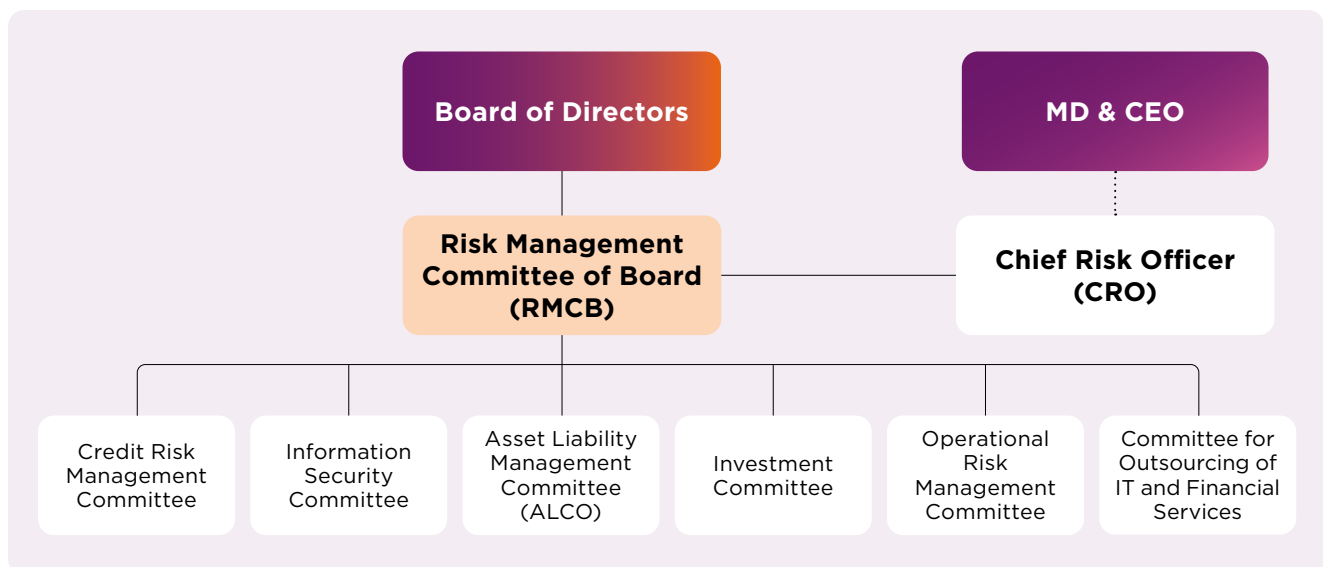 Board of Directors
MD & CEO
Risk Management
Committee of Board
(RMCB)
Chief Risk Officer
(CRO)
Credit Risk
Management
Committee
Information
Security
Committee
Asset Liability
Management
Committee
(ALCO)
Investment
Committee
Operational
Risk
Management
Committee
Committee for
Outsourcing of
IT and Financial
Services